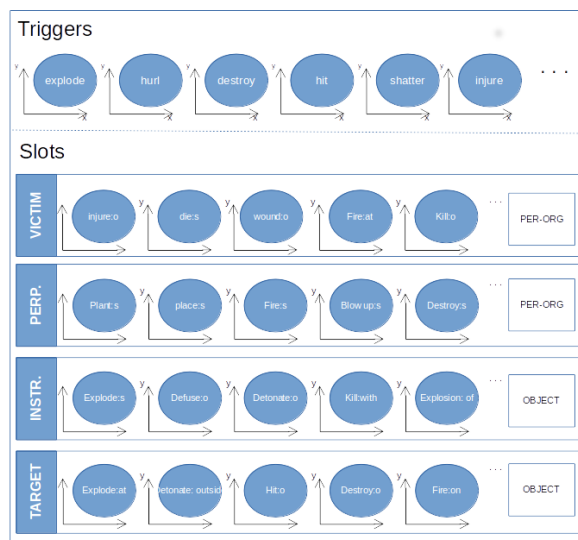 Triggers
y explode x y hurl x y destroy x y hit x y shatter x y injure x . . .
Slots
VICTIM y injure:o y die:s y wound:o y Fire:at y Kill:o ... PER-ORG
PERP. y Plant:s y place:s y Fire:s y Blow up:s y Destroy:s ... PER-ORG
INSTR. y Explode:s y Defuse:o y Detonate:o y Kill:with y Explosion: of ... OBJECT
TARGET y Explode:at y Detonate: outside y Hit:o y Destroy:o y Fire:on ... OBJECT